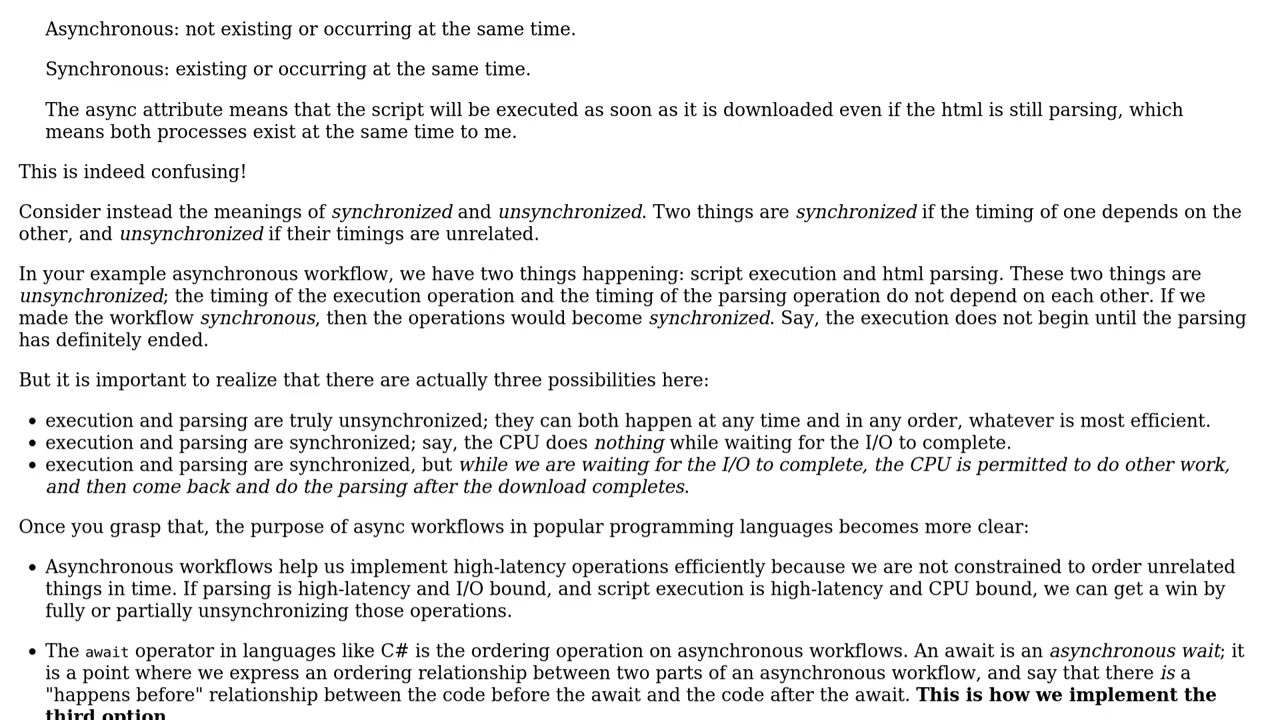 Asynchronous: not existing or occurring at the same time.
Synchronous: existing or occurring at the same time.
The async attribute means that the script will be executed as soon as it is downloaded even if the html is still parsing, which
means both processes exist at the same time to me.
This is indeed confusing!
Consider instead the meanings of synchronized and unsynchronized. Two things are synchronized if the timing of one depends on the
other, and unsynchronized if their timings are unrelated.
In your example asynchronous workflow, we have two things happening: script execution and html parsing. These two things are
unsynchronized; the timing of the execution operation and the timing of the parsing operation do not depend on each other. If we
made the workflow synchronous, then the operations would become synchronized. Say, the execution does not begin until the parsing
has definitely ended.
But it is important to realize that there are actually three possibilities here:
• execution and parsing are truly unsynchronized; they can both happen at any time and in any order, whatever is most efficient.
• execution and parsing are synchronized; say, the CPU does nothing while waiting for the I/O to complete.
• execution and parsing are synchronized, but while we are waiting for the I/O to complete, the CPU is permitted to do other work,
and then come back and do the parsing after the download completes.
Once you grasp that, the purpose of async workflows in popular programming languages becomes more clear:
• Asynchronous workflows help us implement high-latency operations efficiently because we are not constrained to order unrelated
things in time. If parsing is high-latency and I/O bound, and script execution is high-latency and CPU bound, we can get a win by
fully or partially unsynchronizing those operations.
• The await operator in languages like C# is the ordering operation on asynchronous workflows. An await is an asynchronous wait; it
is a point where we express an ordering relationship between two parts of an asynchronous workflow, and say that there is a
"happens before" relationship between the code before the await and the code after the await. This is how we implement the
third option